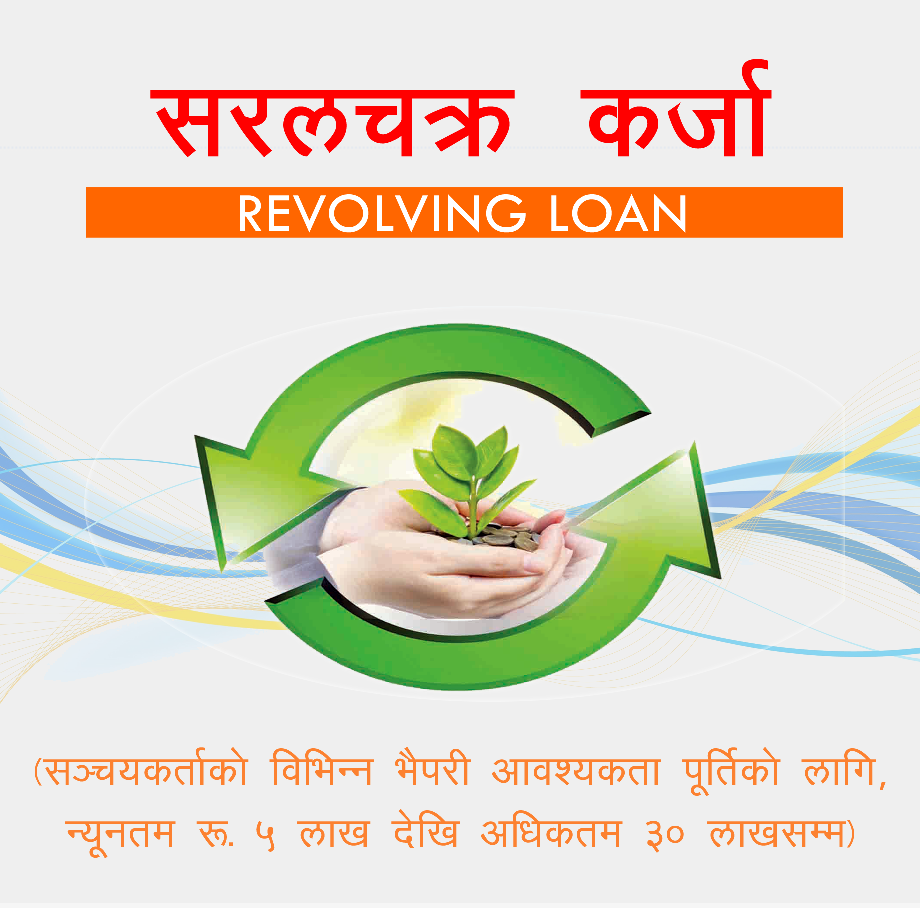 सरलचक्र कर्जा
REVOLVING LOAN
(सञ्चयकर्ताको विभिन्न भैपरी आवश्यकता पूर्तिको लागि,
न्यूनतम रू. ५ लाख देखि अधिकतम ३० लाखसम्म)